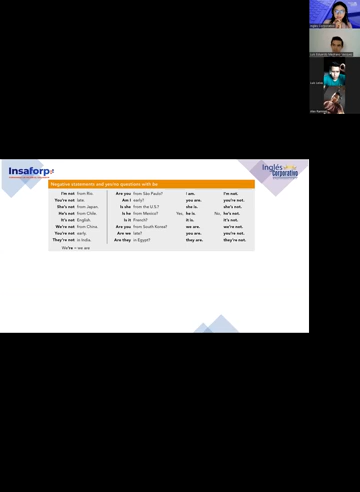 Insaforp
Inglés
Corporativo
Negative statements and yes/no questions with be
I'm not from Rio. Are you from São Paulo? I am. I'm not.
You're not late. Am I early? you are. you're not.
She's not from Japan. Is she from the U.S.? she is. she's not.
He's not from Chile. Is he from Mexico? Yes, he is. No, he's not.
It's not English. Is it French? it is. it's not.
We're not from China. Are you from South Korea? we are. we're not.
You're not early. Are we late? you are. you're not.
They're not in India. Are they in Egypt? they are. they're not.
We're = we are